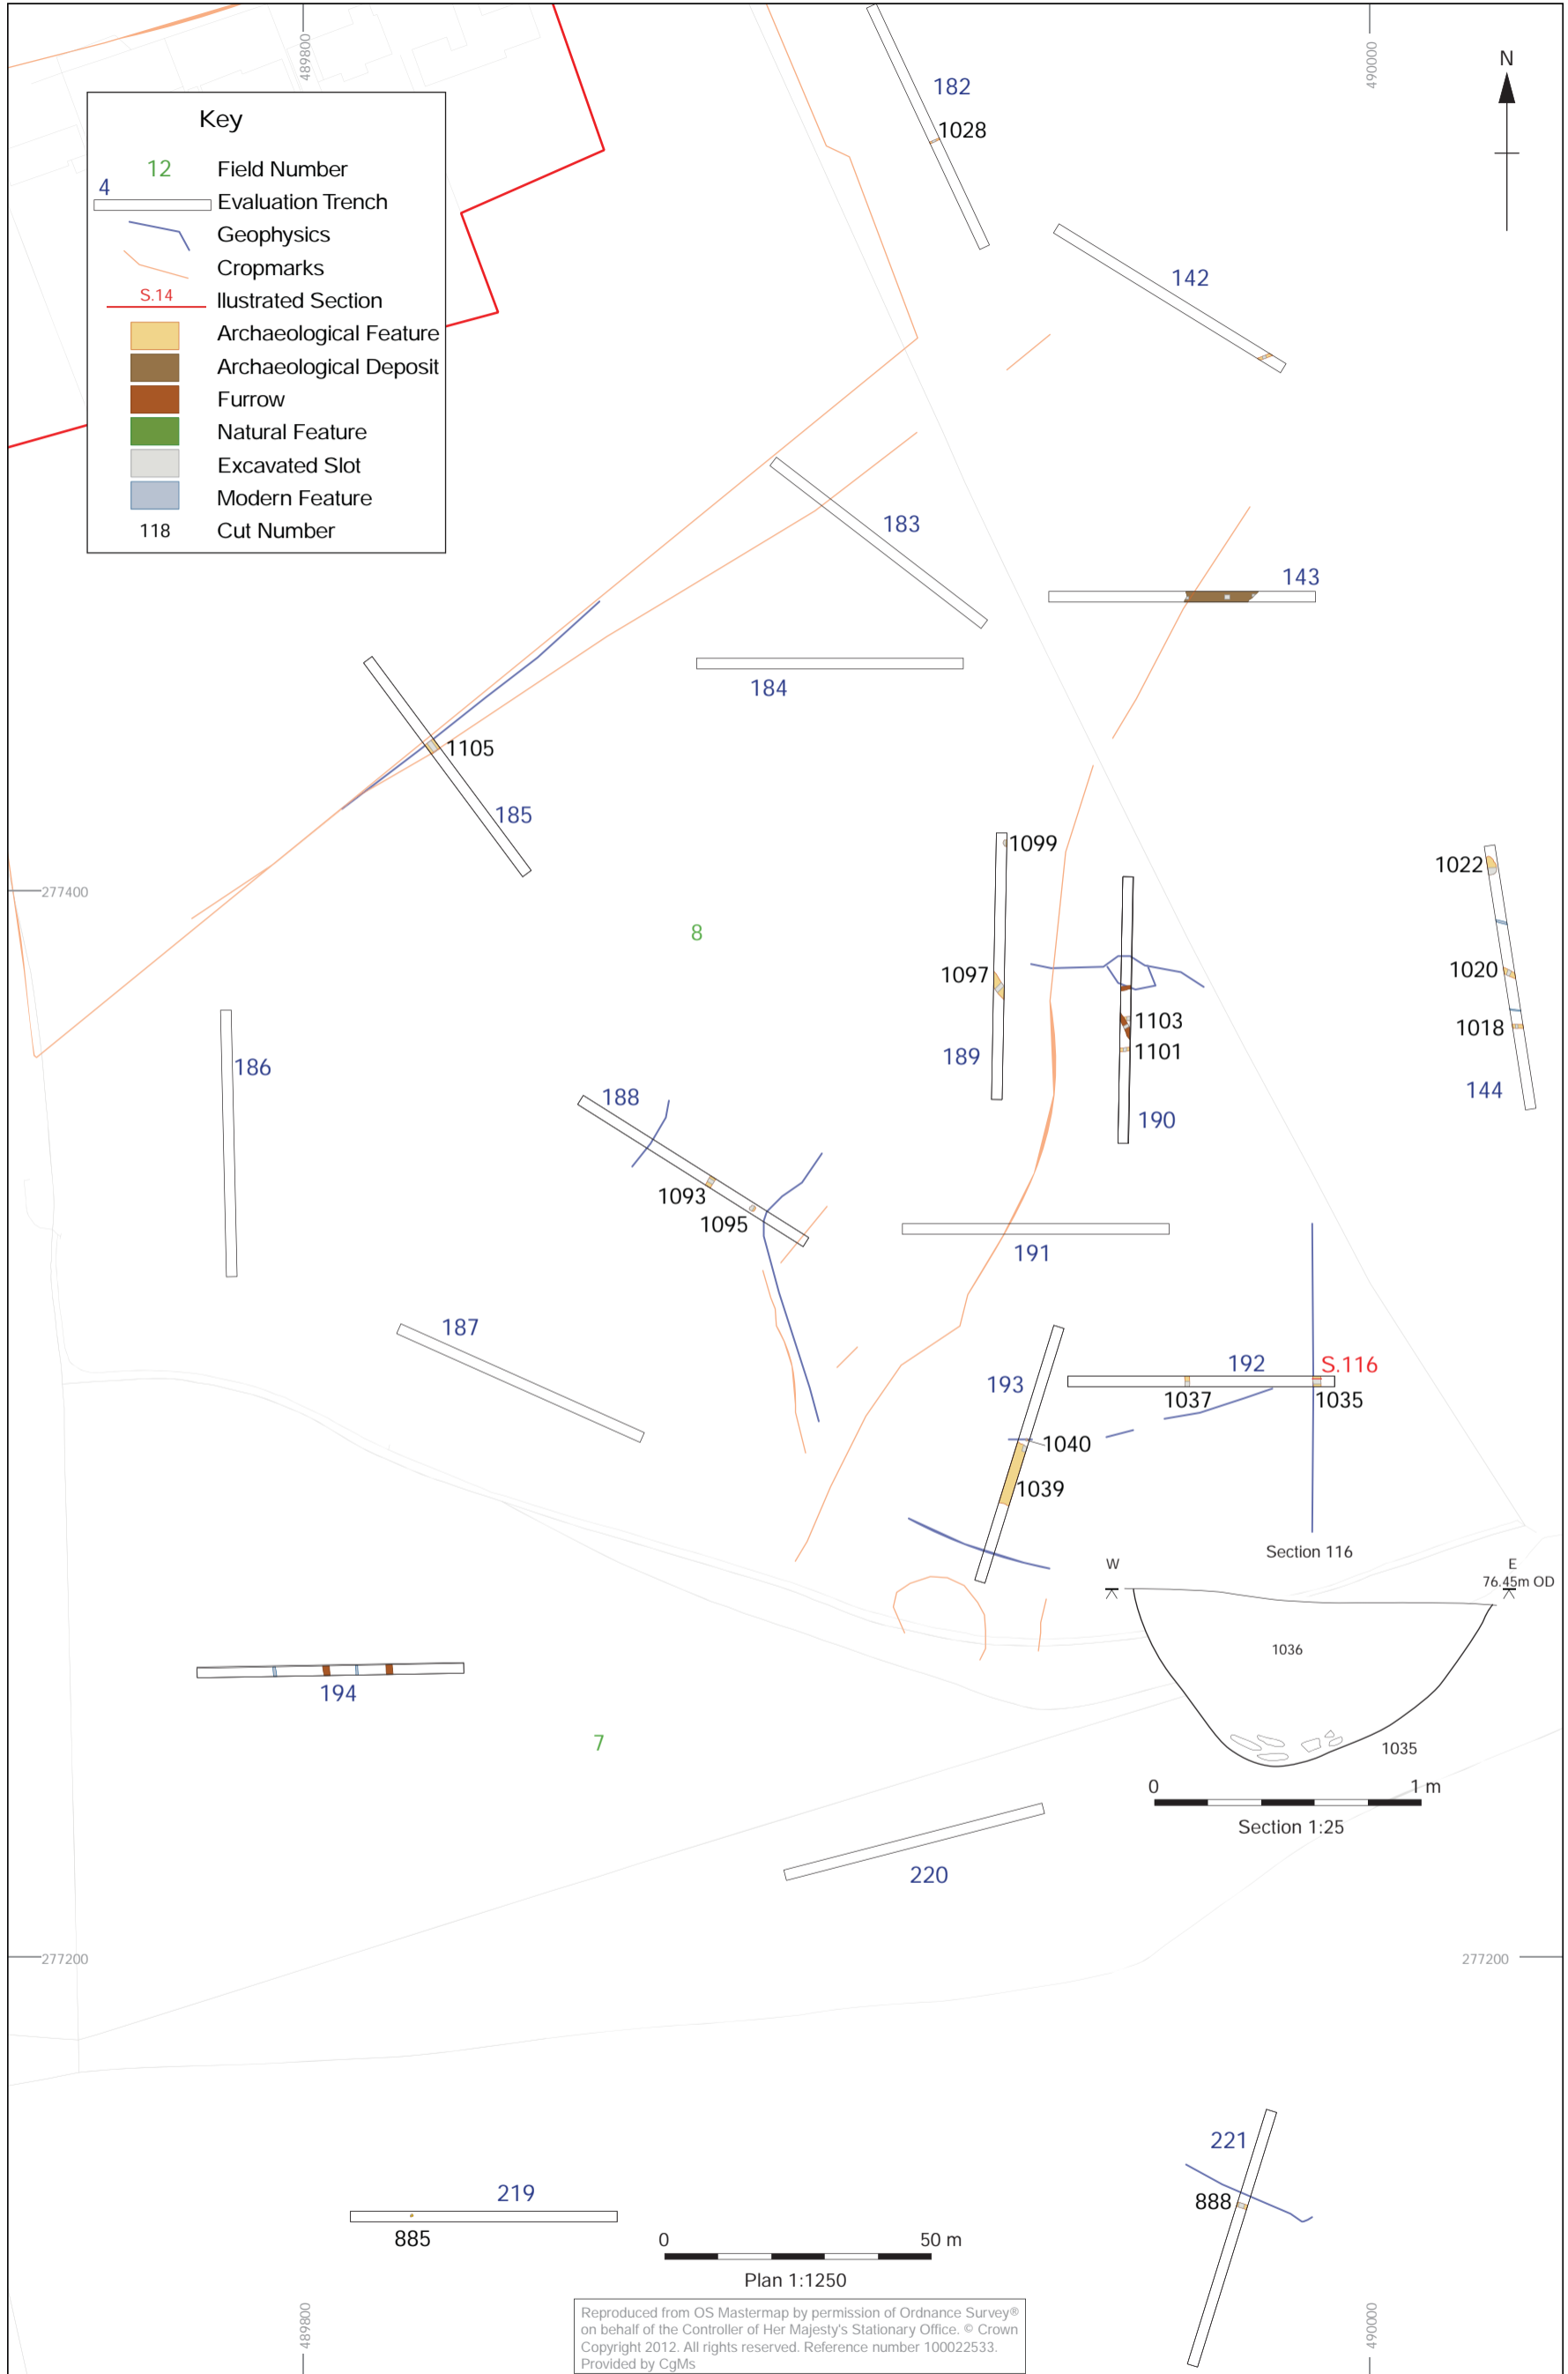 489800
490000
N
182
1028
Key
12 Field Number
4 Evaluation Trench
Geophysics
Cropmarks
S.14 Ilustrated Section
Archaeological Feature
Archaeological Deposit
Furrow
Natural Feature
Excavated Slot
Modern Feature
118 Cut Number
142
183
143
184
1105
185
1099
1022
277400
8
1097
1020
1103
1018
1101
189
186
144
188
190
1093
1095
191
187
192 S.116
193
1037 1035
1040
1039
Section 116
W E
76.45m OD
1036
194
7
1035
0 1 m
Section 1:25
220
277200 277200
221
219
888
885
0 50 m
Plan 1:1250
489800
490000
Reproduced from OS Mastermap by permission of Ordnance Survey®
on behalf of the Controller of Her Majesty's Stationary Office. © Crown
Copyright 2012. All rights reserved. Reference number 100022533.
Provided by CgMs